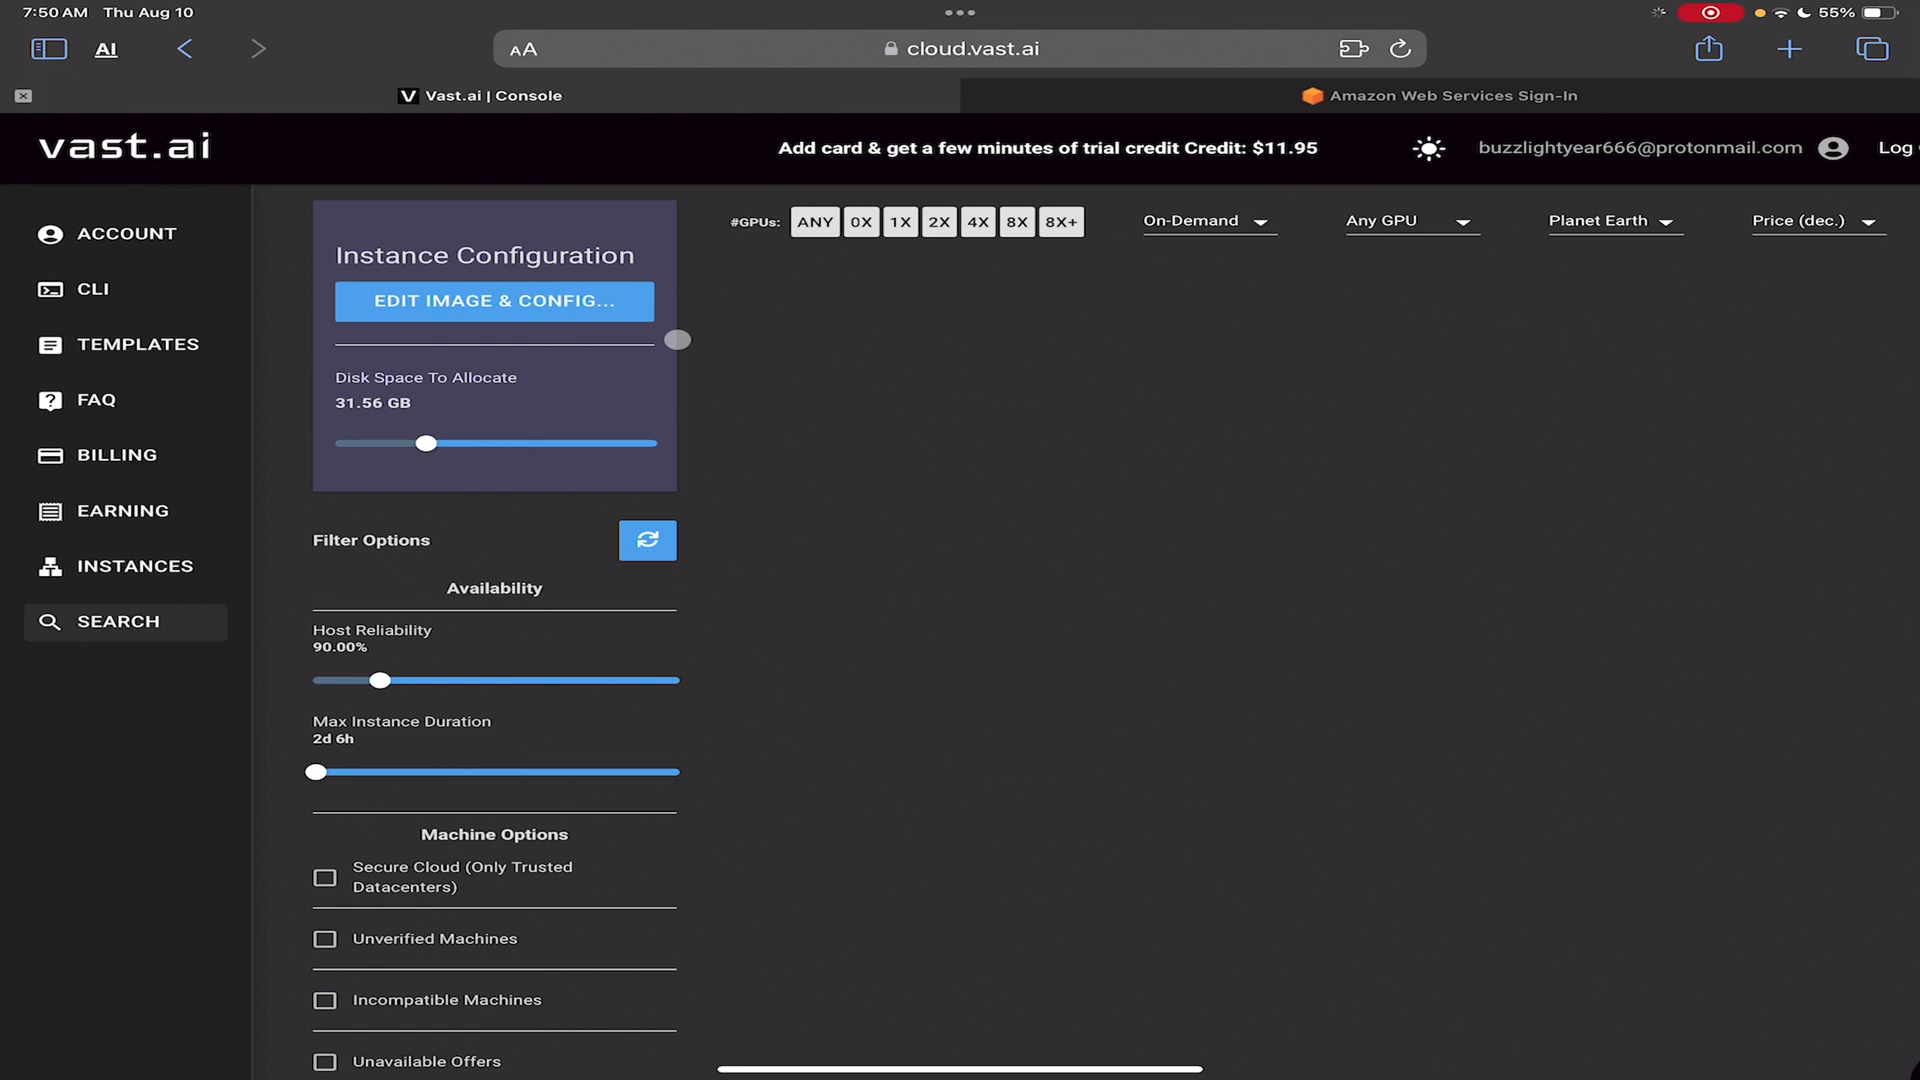 7:50 AM Thu Aug 10
55%
AI
AA
cloud.vast.ai
V Vast.ai | Console
Amazon Web Services Sign-In
vast.ai
Add card & get a few minutes of trial credit Credit: $11.95
buzzlightyear666@protonmail.com
Log
ACCOUNT
CLI
TEMPLATES
FAQ
BILLING
EARNING
INSTANCES
SEARCH
Instance Configuration
EDIT IMAGE & CONFIG...
Disk Space To Allocate
31.56 GB
Filter Options
Availability
Host Reliability
90.00%
Max Instance Duration
2d 6h
Machine Options
Secure Cloud (Only Trusted
Datacenters)
Unverified Machines
Incompatible Machines
Unavailable Offers
#GPUs: ANY 0X 1X 2X 4X 8X 8X+
On-Demand
Any GPU
Planet Earth
Price (dec.)